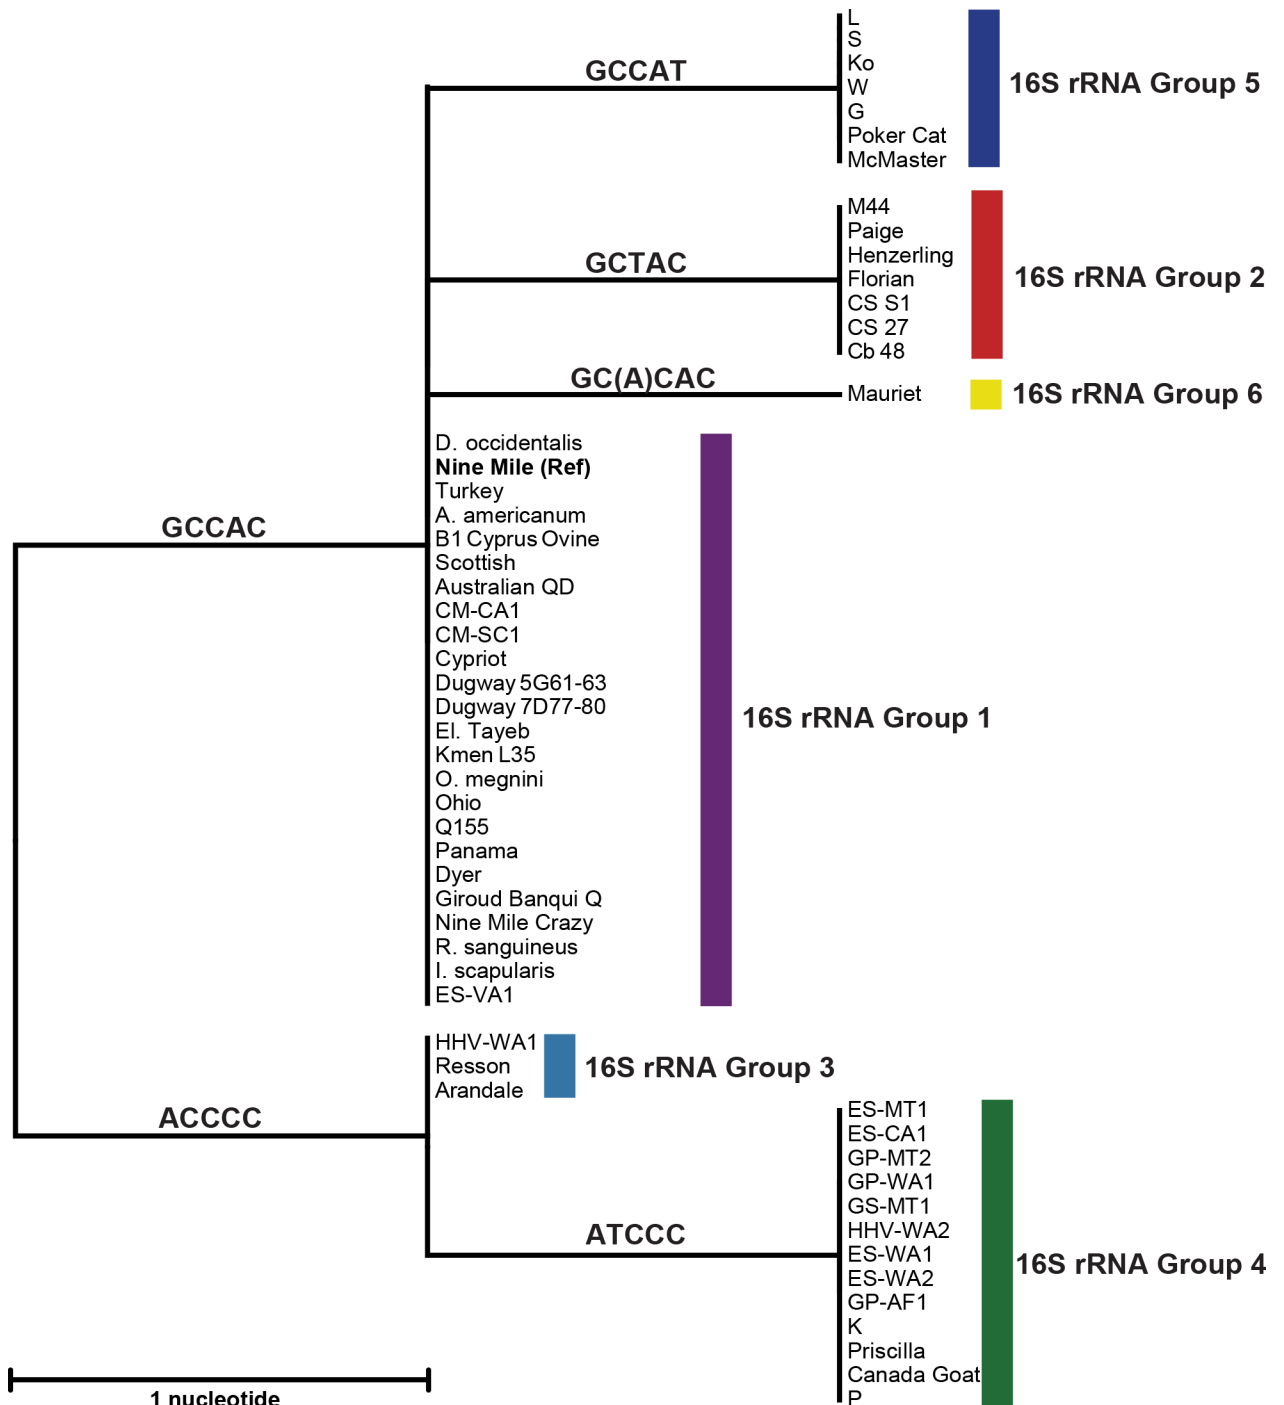 GCCAT
L
S
Ko
W
G
Poker Cat
McMaster
16S rRNA Group 5
GCTAC
M44
Paige
Henzerling
Florian
CS S1
CS 27
Cb 48
16S rRNA Group 2
GC(A)CAC
Mauriet
16S rRNA Group 6
GCCAC
D. occidentalis
Nine Mile (Ref)
Turkey
A. americanum
B1 Cyprus Ovine
Scottish
Australian QD
CM-CA1
CM-SC1
Cypriot
Dugway 5G61-63
Dugway 7D77-80
El. Tayeb
Kmen L35
O. megnini
Ohio
Q155
Panama
Dyer
Giroud Banqui Q
Nine Mile Crazy
R. sanguineus
I. scapularis
ES-VA1
16S rRNA Group 1
ACCCC
HHV-WA1
Resson
Arandale
16S rRNA Group 3
ATCCC
ES-MT1
ES-CA1
GP-MT2
GP-WA1
GS-MT1
HHV-WA2
ES-WA1
ES-WA2
GP-AF1
K
Priscilla
Canada Goat
P
16S rRNA Group 4
1 nucleotide